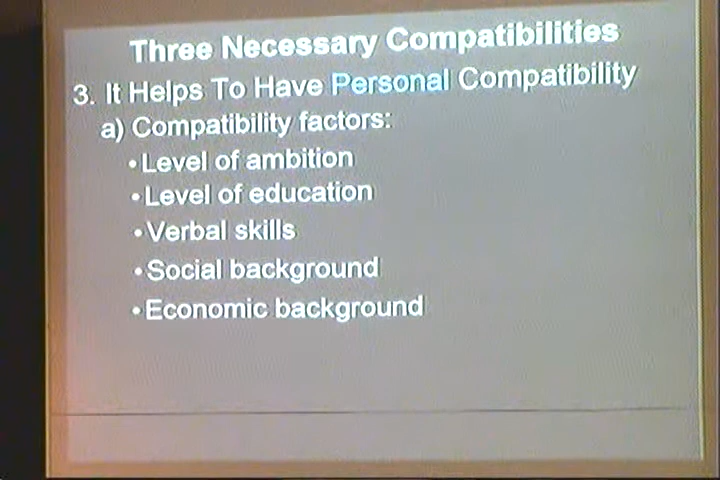 Three Necessary Compatibilities
3. It Helps To Have Personal Compatibility
a) Compatibility factors:
• Level of ambition
• Level of education
• Verbal skills
• Social background
• Economic background